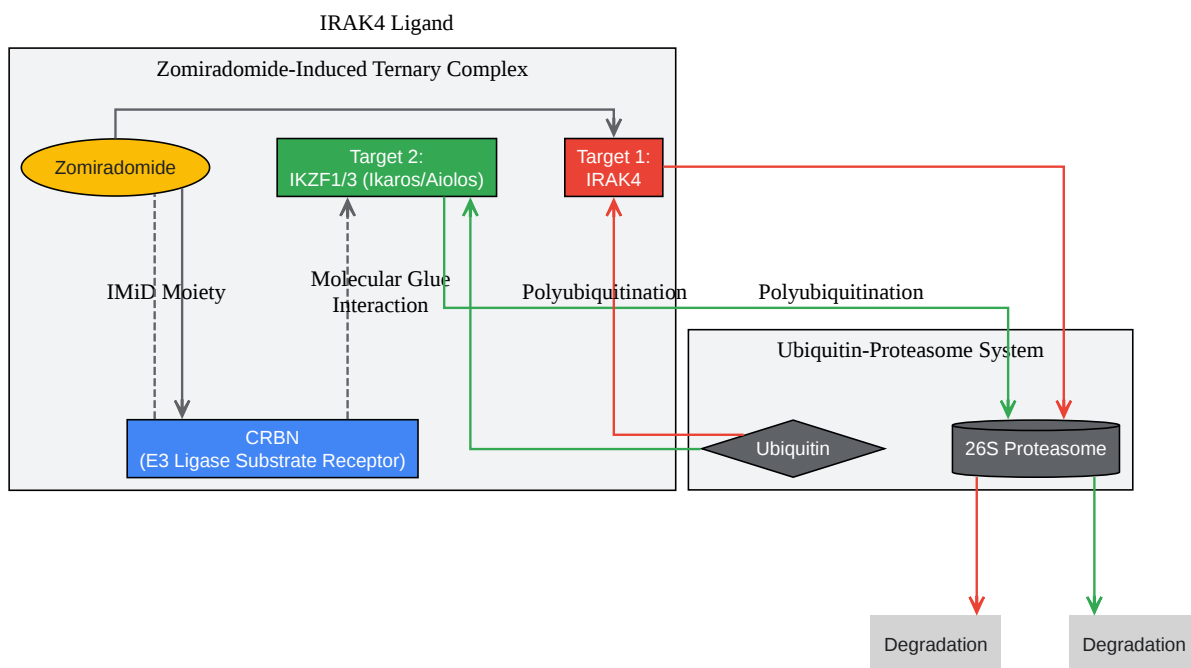 IRAK4 Ligand
Zomiradomide-Induced Ternary Complex
Zomiradomide
Target 2:
IKZF1/3 (Ikaros/Aiolos)
Target 1:
IRAK4
IMiD Moiety
Molecular Glue
Interaction
Polyubiquitination
Polyubiquitination
Ubiquitin-Proteasome System
CRBN
(E3 Ligase Substrate Receptor)
Ubiquitin
26S Proteasome
Degradation
Degradation